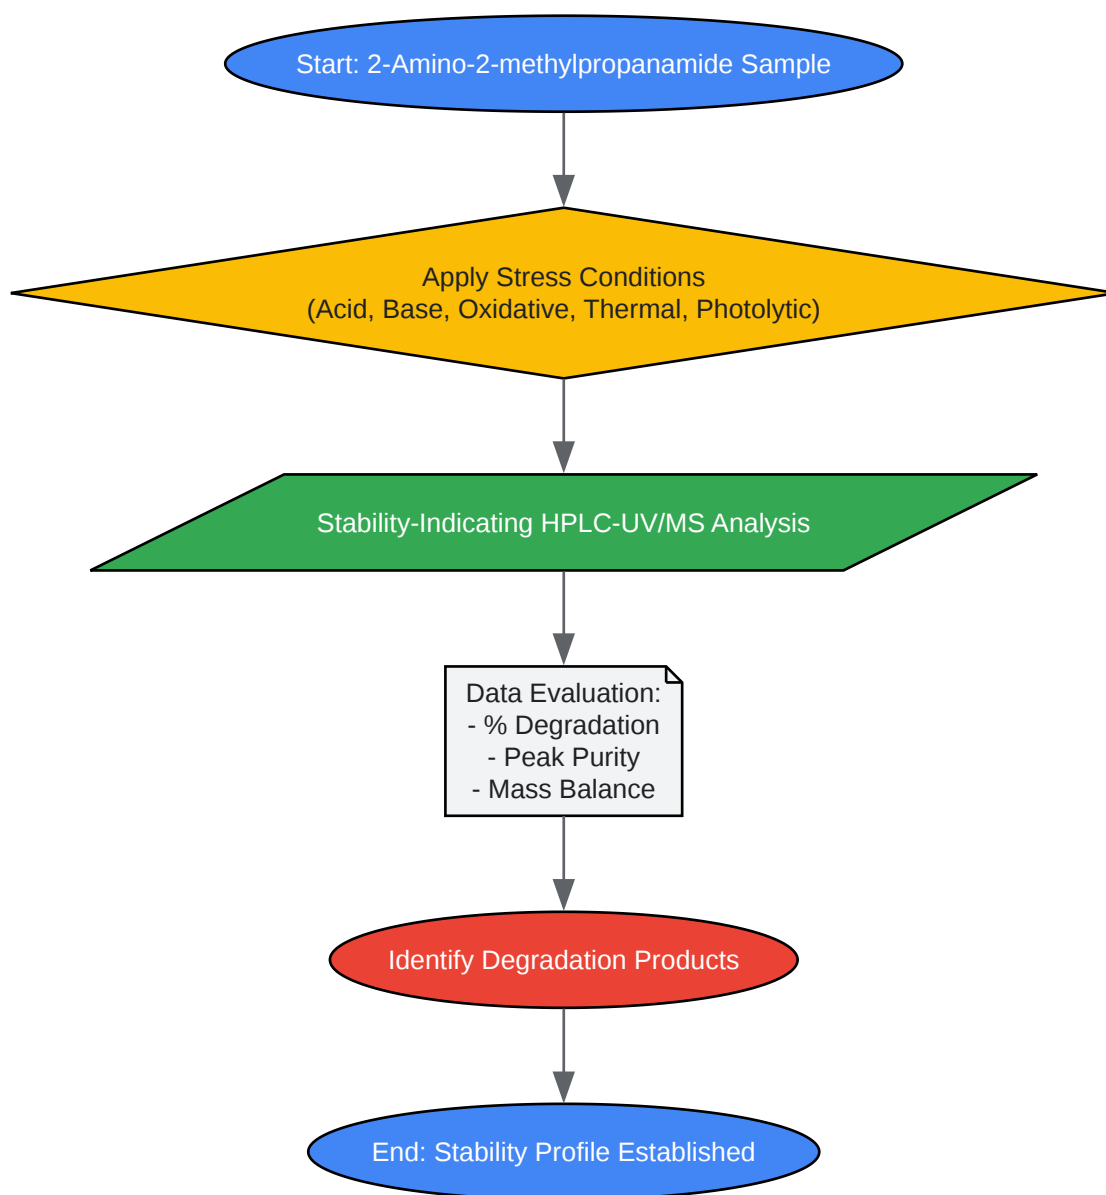 Start: 2-Amino-2-methylpropanamide Sample
Apply Stress Conditions
(Acid, Base, Oxidative, Thermal, Photolytic)
Stability-Indicating HPLC-UV/MS Analysis
Data Evaluation:
- % Degradation
- Peak Purity
- Mass Balance
Identify Degradation Products
End: Stability Profile Established